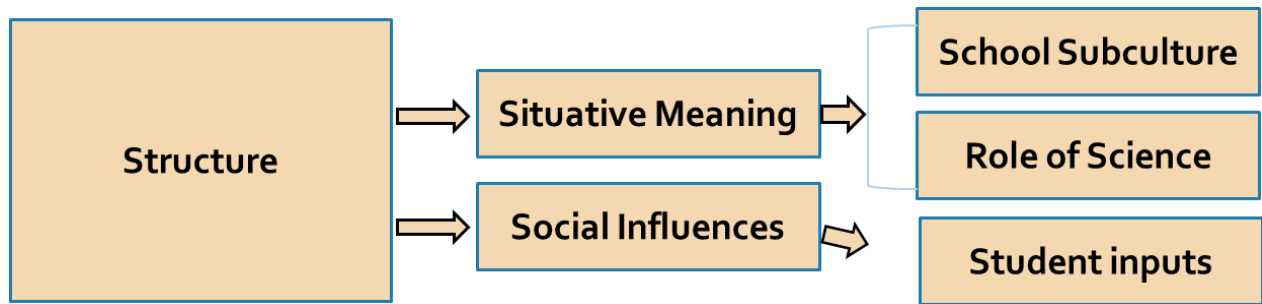 Structure
Situative Meaning
Social Influences
School Subculture
Role of Science
Student inputs